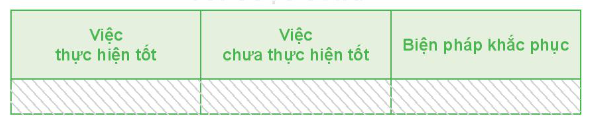 Việc
thực hiện tốt
Việc
chưa thực hiện tốt
Biện pháp khắc phục